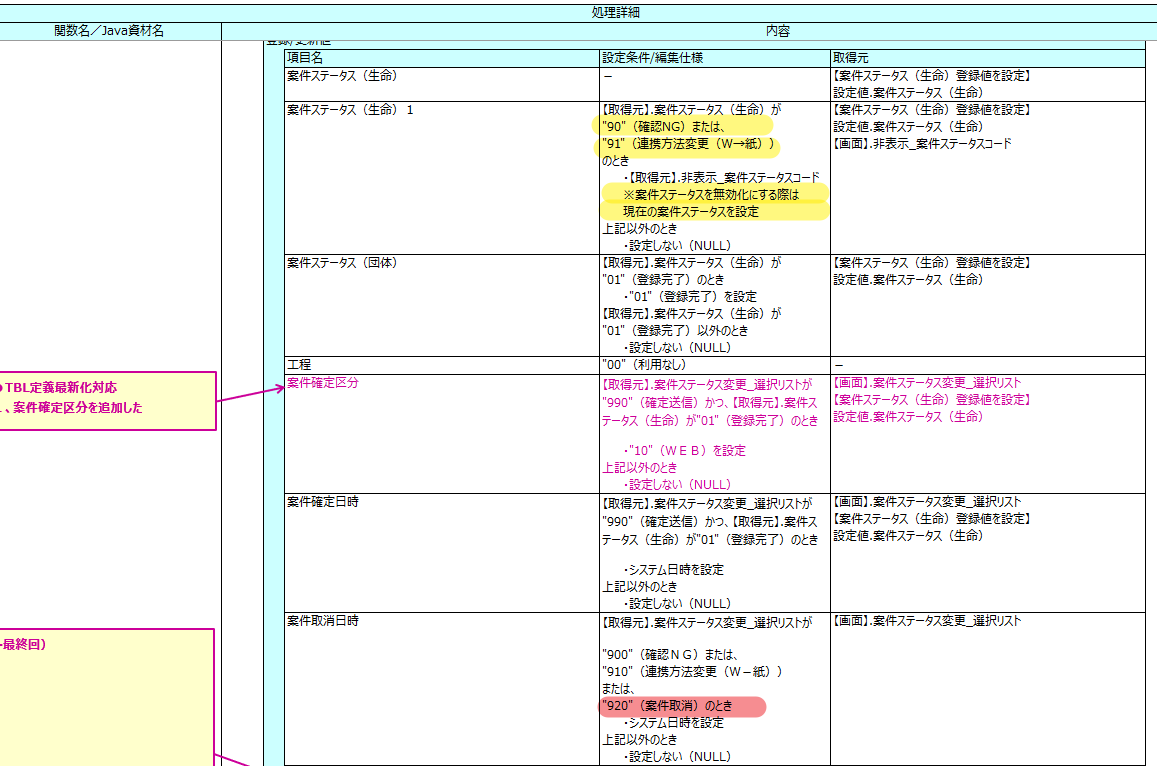 処理詳細
関数名／Java資材名
内容
登録/更新値
項目名
設定条件/編集仕様
取得元
案件ステータス（生命）
－
【案件ステータス（生命）登録値を設定】
設定値.案件ステータス（生命）
案件ステータス（生命）１
【取得元】.案件ステータス（生命）が
"90"（確認NG）または、
"91"（連携方法変更（W→紙））
のとき
・【取得元】.非表示_案件ステータスコード
※案件ステータスを無効化にする際は
現在の案件ステータスを設定
上記以外のとき
・設定しない（NULL）
【案件ステータス（生命）登録値を設定】
設定値.案件ステータス（生命）
【画面】.非表示_案件ステータスコード
案件ステータス（団体）
【取得元】.案件ステータス（生命）が
"01"（登録完了）のとき
・"01"（登録完了）を設定
【取得元】.案件ステータス（生命）が
"01"（登録完了）以外のとき
・設定しない（NULL）
【案件ステータス（生命）登録値を設定】
設定値.案件ステータス（生命）
工程
"00"（利用なし）
－
TBL定義最新化対応
、案件確定区分を追加した
案件確定区分
【取得元】.案件ステータス変更_選択リストが
"990"（確定送信）かつ、【取得元】.案件ス
テータス（生命）が"01"（登録完了）のとき
・"10"（ＷＥＢ）を設定
上記以外のとき
・設定しない（NULL）
【画面】.案件ステータス変更_選択リスト
【案件ステータス（生命）登録値を設定】
設定値.案件ステータス（生命）
案件確定日時
【取得元】.案件ステータス変更_選択リストが
"990"（確定送信）かつ、【取得元】.案件ス
テータス（生命）が"01"（登録完了）のとき
・システム日時を設定
上記以外のとき
・設定しない（NULL）
【画面】.案件ステータス変更_選択リスト
【案件ステータス（生命）登録値を設定】
設定値.案件ステータス（生命）
案件取消日時
【取得元】.案件ステータス変更_選択リストが
"900"（確認ＮＧ）または、
"910"（連携方法変更（W－紙））
または、
"920"（案件取消）のとき
・システム日時を設定
上記以外のとき
・設定しない（NULL）
【画面】.案件ステータス変更_選択リスト
最終回）